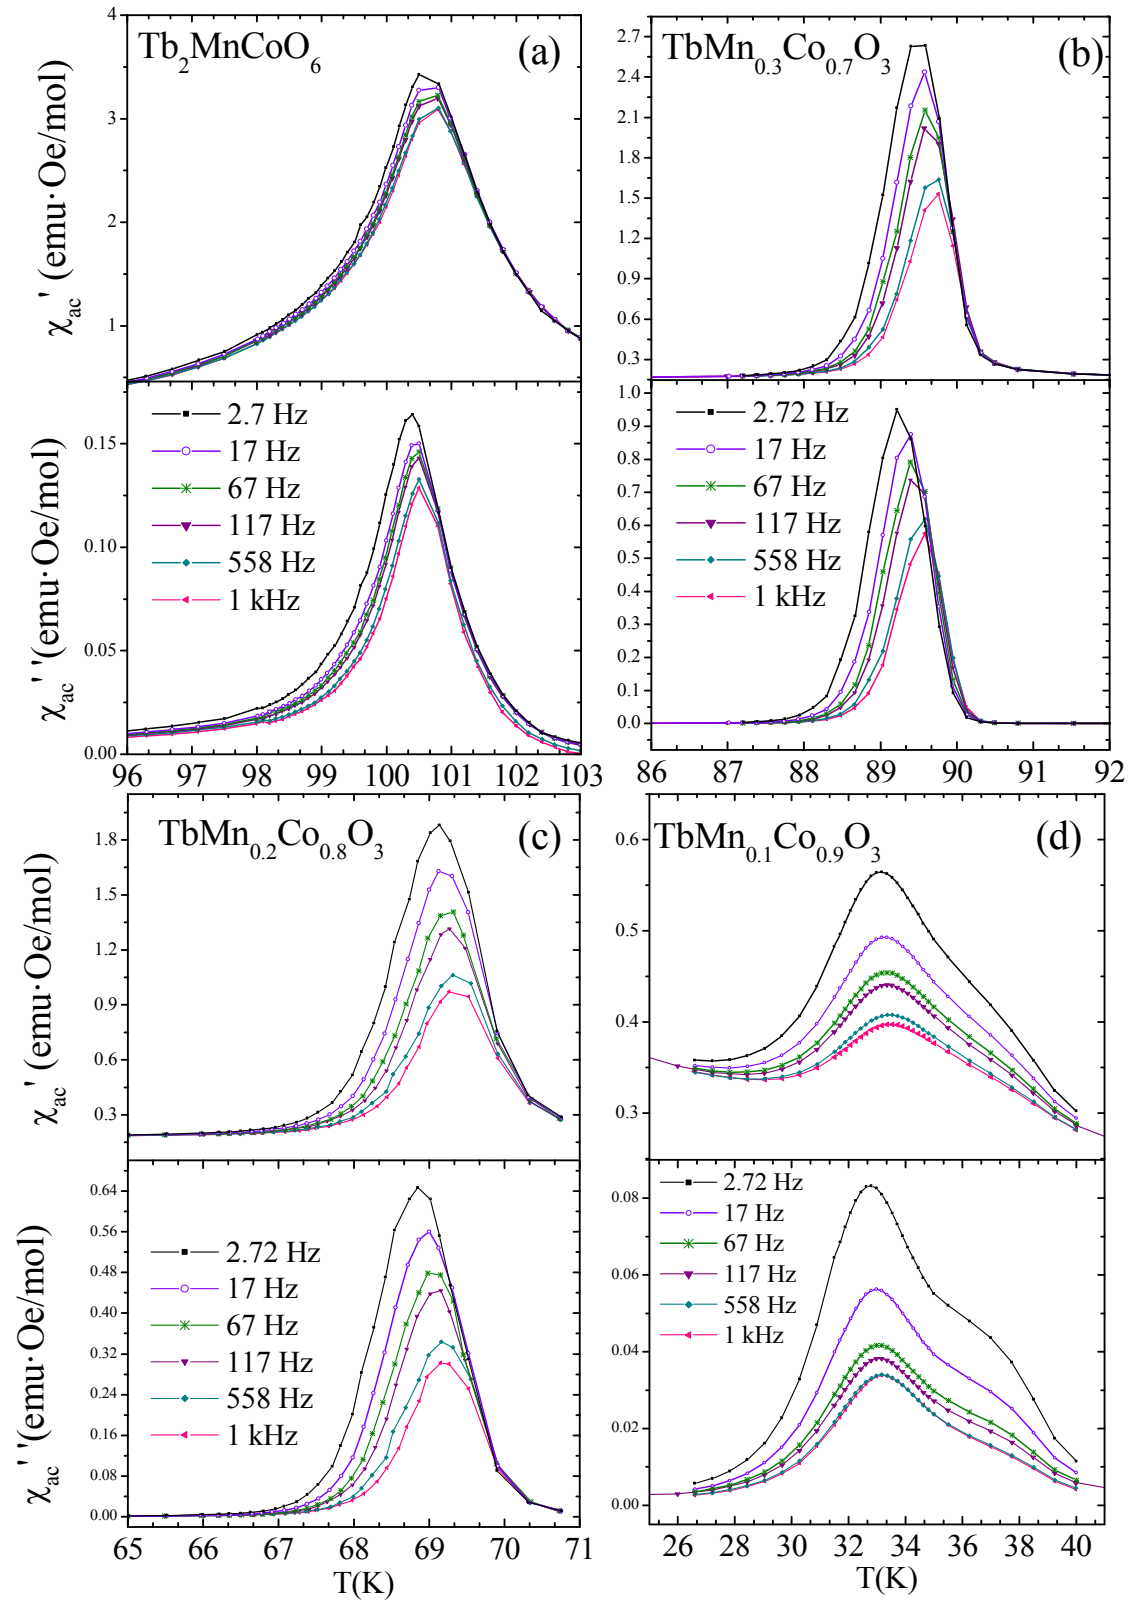 Tb2MnCoO6 (a)
χac' (emu·Oe/mol)
4
3
2
1
χac''(emu·Oe/mol)
0.15
0.10
0.05
0.00
2.7 Hz
17 Hz
67 Hz
117 Hz
558 Hz
1 kHz
96 97 98 99 100 101 102 103
TbMn0.3Co0.7O3 (b)
2.7
2.4
2.1
1.8
1.5
1.2
0.9
0.6
0.3
1.0
0.9
0.8
0.7
0.6
0.5
0.4
0.3
0.2
0.1
0.0
2.72 Hz
17 Hz
67 Hz
117 Hz
558 Hz
1 kHz
86 87 88 89 90 91 92
TbMn0.2Co0.8O3 (c)
χac' (emu·Oe/mol)
1.8
1.5
1.2
0.9
0.6
0.3
χac''(emu·Oe/mol)
0.64
0.56
0.48
0.40
0.32
0.24
0.16
0.08
0.00
2.72 Hz
17 Hz
67 Hz
117 Hz
558 Hz
1 kHz
65 66 67 68 69 70 71
T(K)
TbMn0.1Co0.9O3 (d)
0.6
0.5
0.4
0.3
0.08
0.06
0.04
0.02
0.00
2.72 Hz
17 Hz
67 Hz
117 Hz
558 Hz
1 kHz
26 28 30 32 34 36 38 40
T(K)